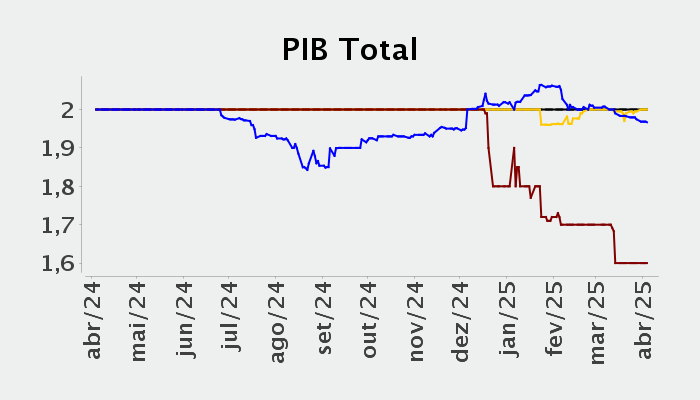 PIB Total
2
1,9
1,8
1,7
1,6
abr/24
mai/24
jun/24
jul/24
ago/24
set/24
out/24
nov/24
dez/24
jan/25
fev/25
mar/25
abr/25